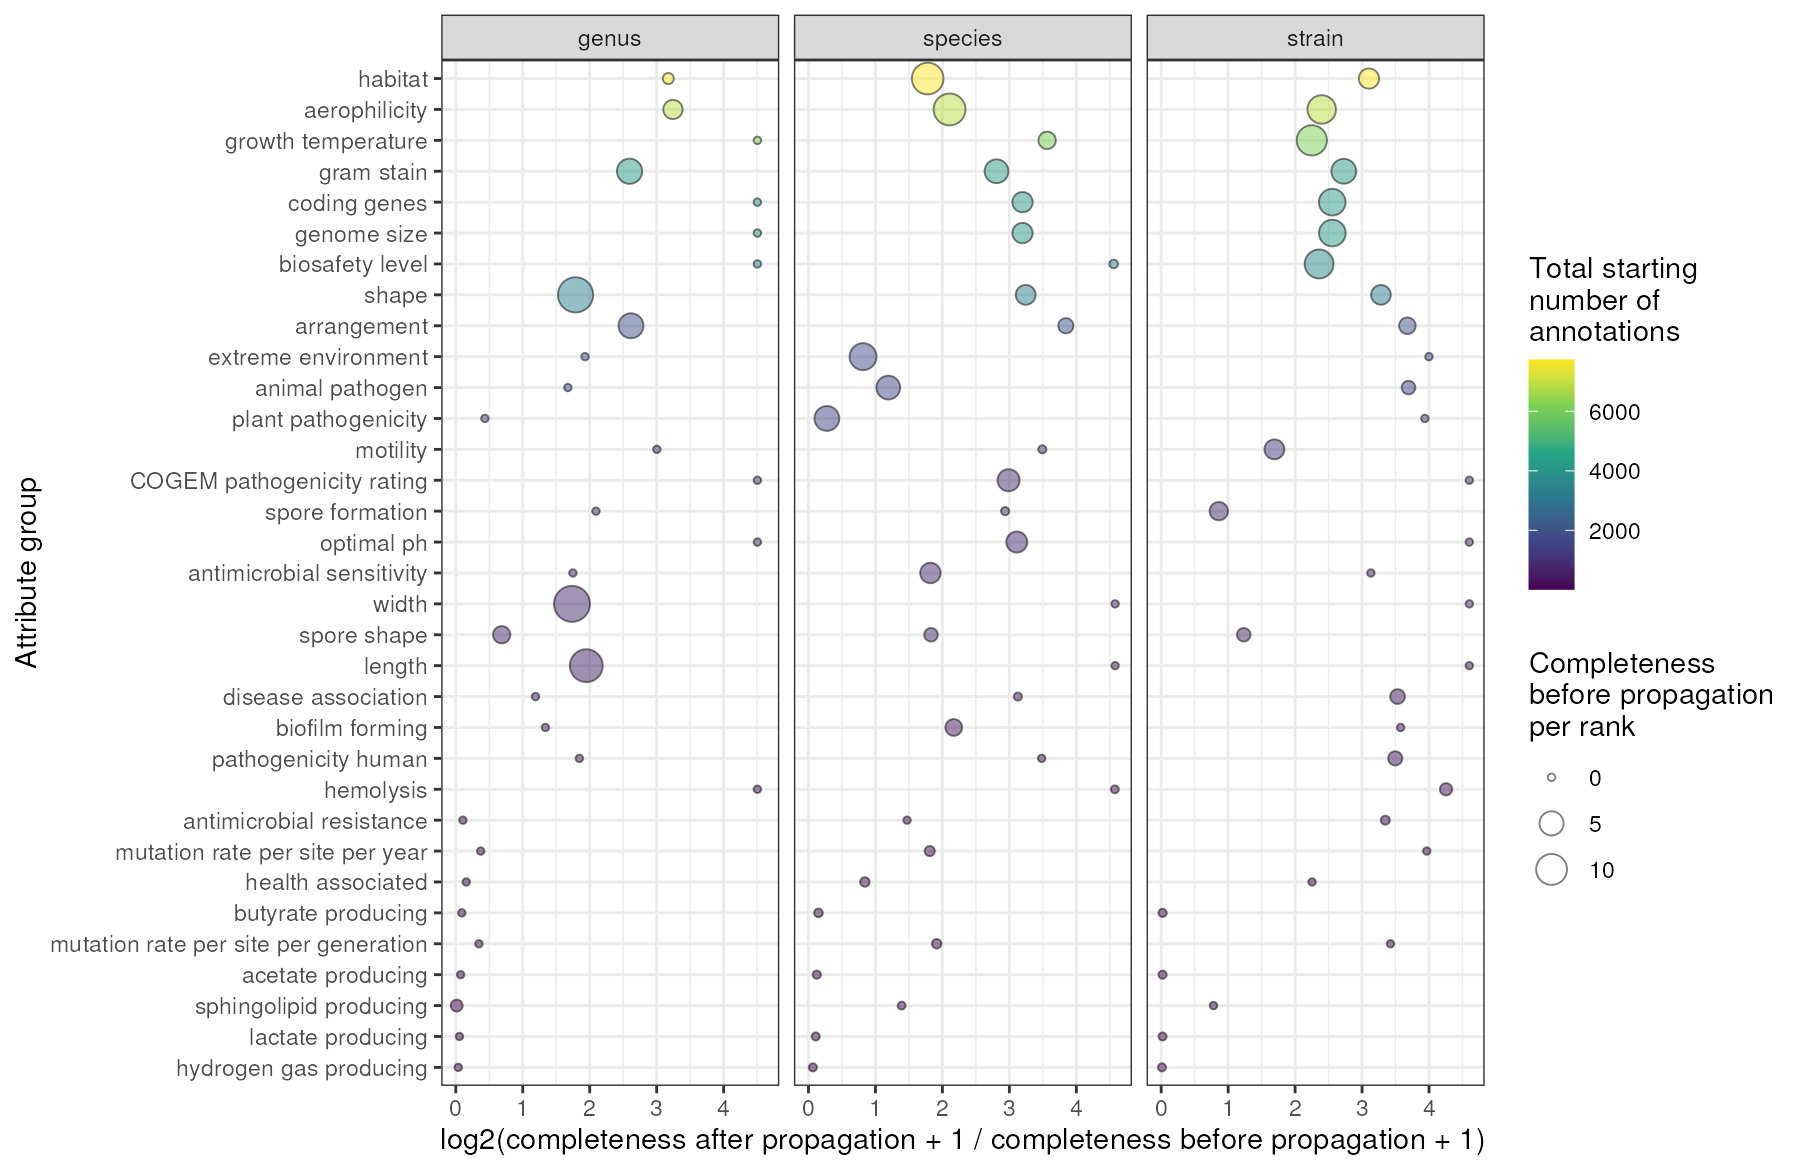 genus
species
strain
habitat
aerophilicity
growth temperature
gram stain
coding genes
genome size
biosafety level
shape
arrangement
extreme environment
animal pathogen
plant pathogenicity
motility
COGEM pathogenicity rating
spore formation
optimal ph
antimicrobial sensitivity
width
spore shape
length
disease association
biofilm forming
pathogenicity human
hemolysis
antimicrobial resistance
mutation rate per site per year
health associated
butyrate producing
mutation rate per site per generation
acetate producing
sphingolipid producing
lactate producing
hydrogen gas producing
Attribute group
0 1 2 3 4
0 1 2 3 4
0 1 2 3 4
log2(completeness after propagation + 1 / completeness before propagation + 1)
Total starting
number of
annotations
6000
4000
2000
Completeness
before propagation
per rank
0
5
10